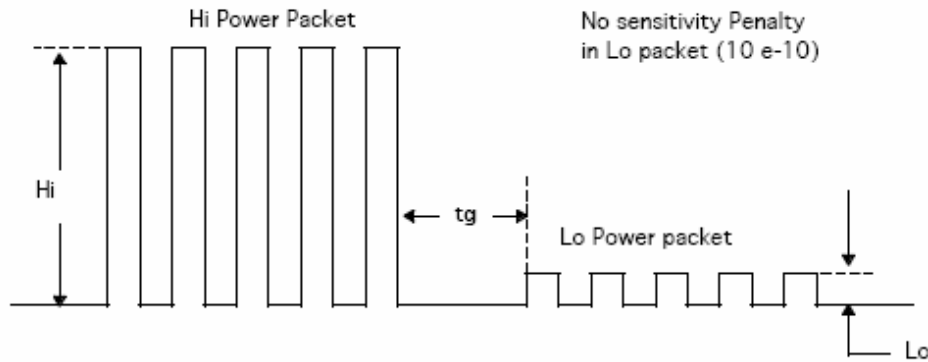 Hi Power Packet
No sensitivity Penalty
in Lo packet (10 e-10)
Hi
tg
Lo Power packet
Lo